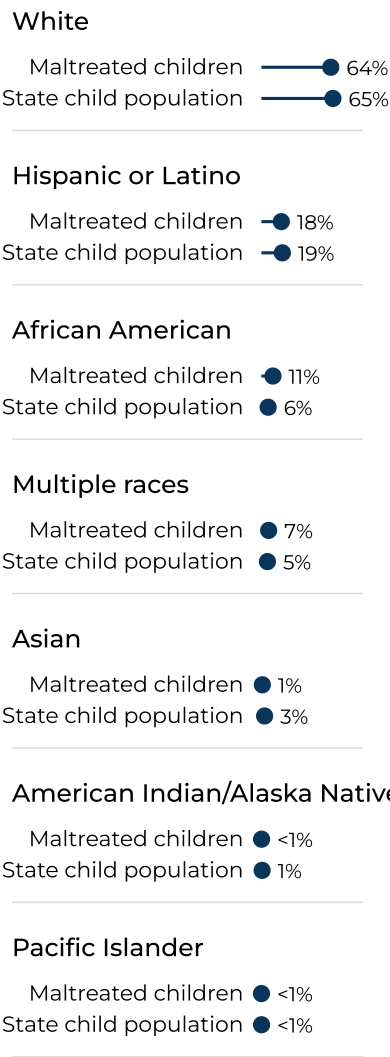 White
Maltreated children 64%
State child population 65%
Hispanic or Latino
Maltreated children 18%
State child population 19%
African American
Maltreated children 11%
State child population 6%
Multiple races
Maltreated children 7%
State child population 5%
Asian
Maltreated children 1%
State child population 3%
American Indian/Alaska Native
Maltreated children <1%
State child population 1%
Pacific Islander
Maltreated children <1%
State child population <1%